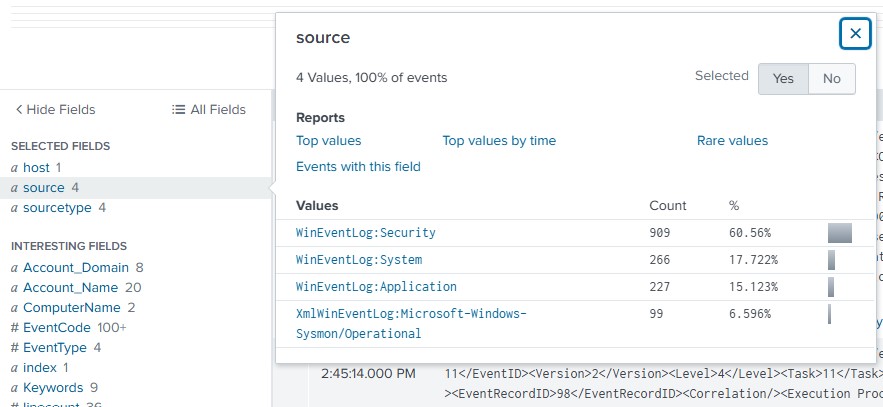 source
4 Values, 100% of events
Selected Yes No
Reports
Top values Top values by time Rare values
Events with this field
Values Count %
WinEventLog:Security 909 60.56%
WinEventLog:System 266 17.722%
WinEventLog:Application 227 15.123%
XmlWinEventLog:Microsoft-Windows-
Sysmon/Operational 99 6.596%
Hide Fields All Fields
SELECTED FIELDS
a host 1
a source 4
a sourcetype 4
INTERESTING FIELDS
a Account_Domain 8
a Account_Name 20
a ComputerName 2
# EventCode 100+
# EventType 4
a index 1
a Keywords 9
# linecount 36
2:45:14.000 PM 11</EventID><Version>2</Version><Level>4</Level><Task>11</Task>
><EventRecordID>98</EventRecordID><Correlation/><Execution Proc